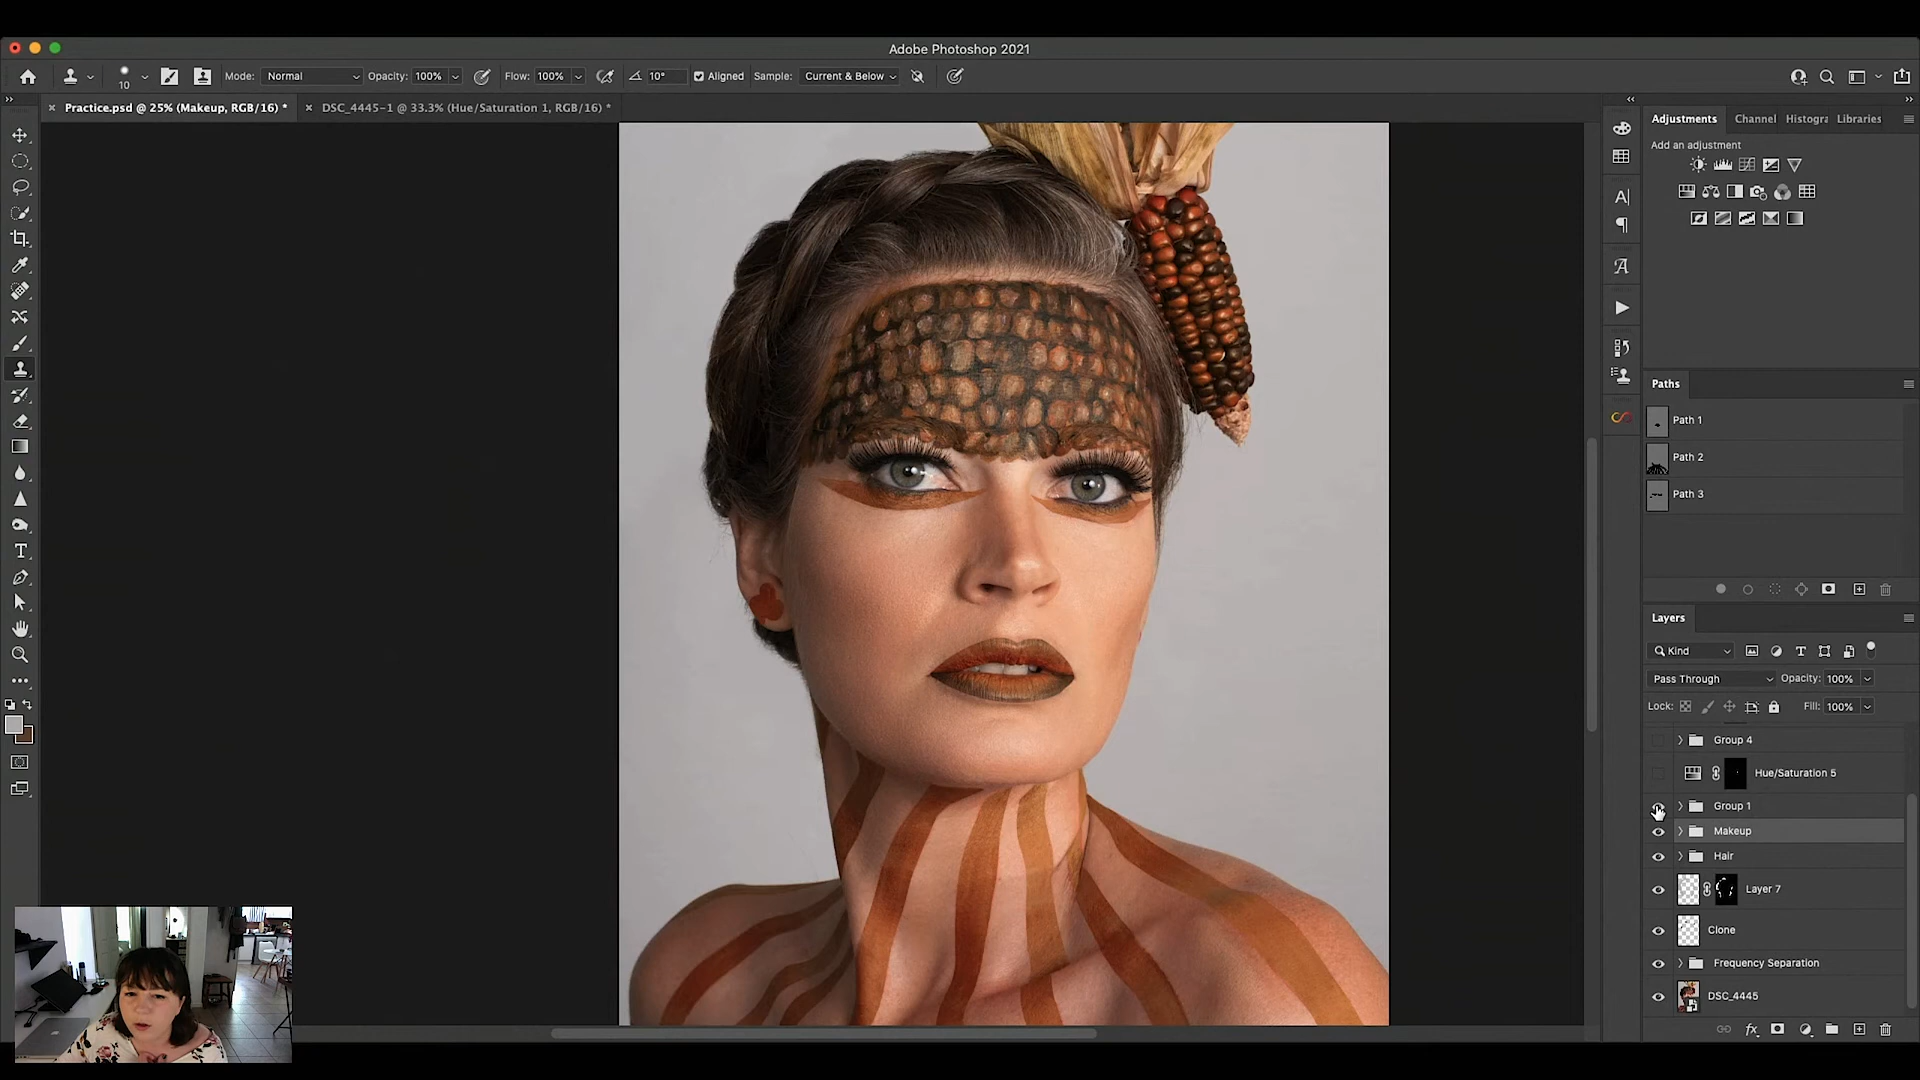 Adobe Photoshop 2021
10
Mode: Normal
Opacity: 100%
Flow: 100%
10°
Aligned
Sample: Current & Below
Practice.psd @ 25% (Makeup, RGB/16) *
DSC_4445-1 @ 33.3% (Hue/Saturation 1, RGB/16) *
Adjustments
Channel
Histogra
Libraries
Add an adjustment
Paths
Path 1
Path 2
Path 3
Layers
Kind
Pass Through
Opacity: 100%
Lock:
Fill: 100%
Group 4
Hue/Saturation 5
Group 1
Makeup
Hair
Layer 7
Clone
Frequency Separation
DSC_4445